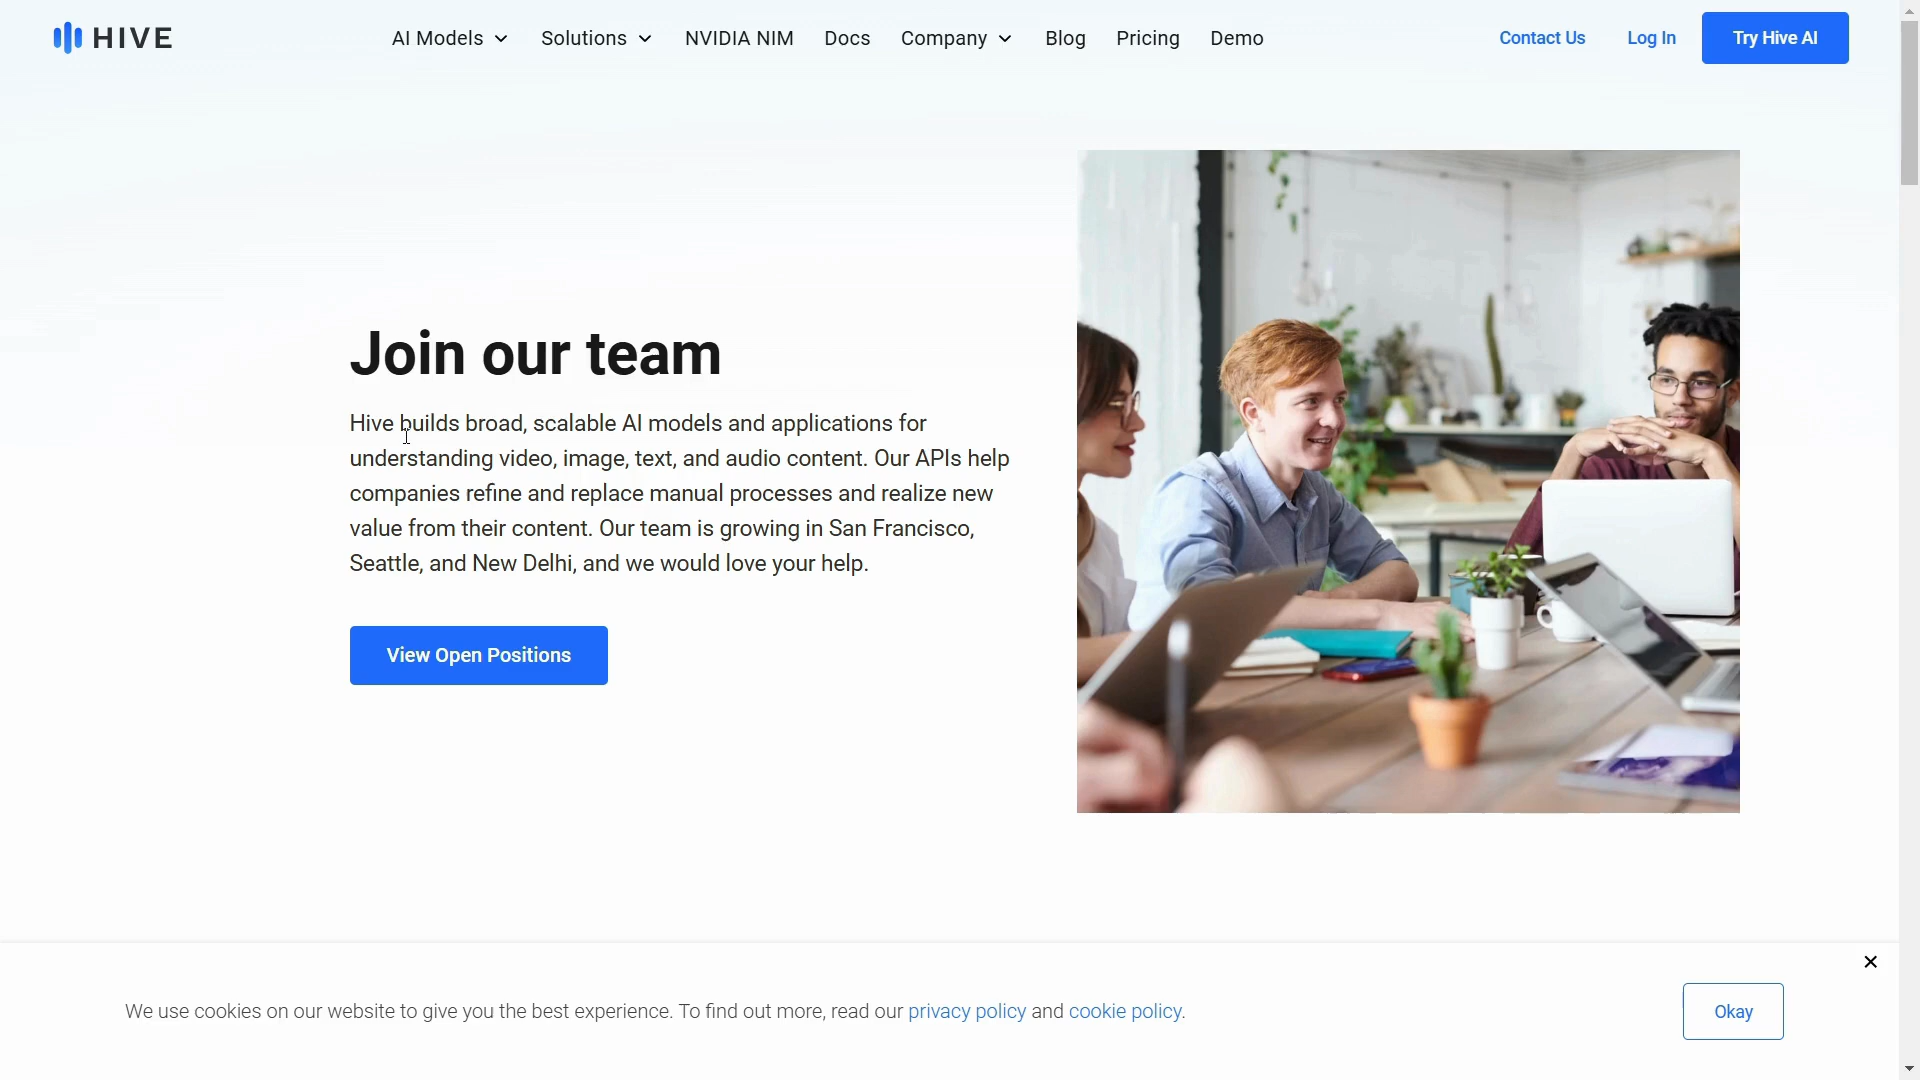 HIVE
AI Models
Solutions
NVIDIA NIM
Docs
Company
Blog
Pricing
Demo
Contact Us
Log In
Try Hive AI
Join our team
Hive builds broad, scalable AI models and applications for
understanding video, image, text, and audio content. Our APIs help
companies refine and replace manual processes and realize new
value from their content. Our team is growing in San Francisco,
Seattle, and New Delhi, and we would love your help.
View Open Positions
We use cookies on our website to give you the best experience. To find out more, read our privacy policy and cookie policy.
Okay